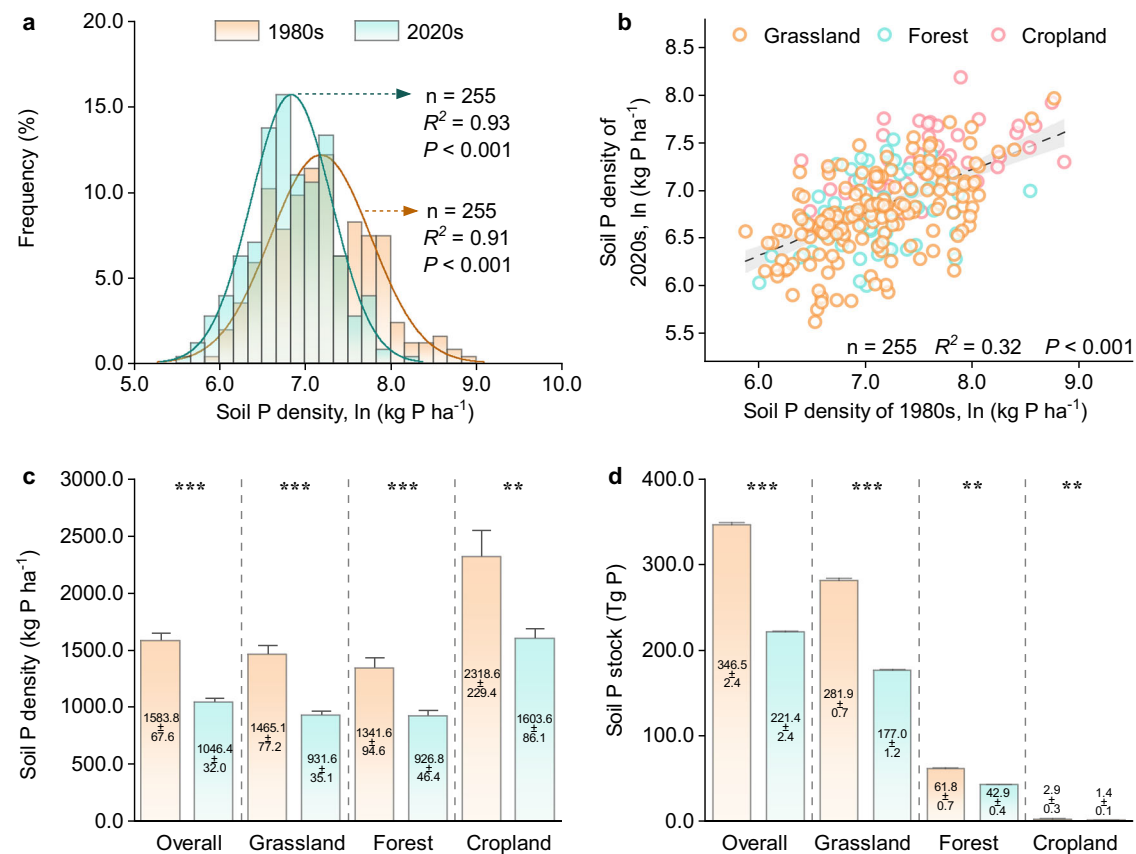 a
20.0
15.0
10.0
5.0
0.0
Frequency (%)
1980s
2020s
n = 255
R² = 0.93
P < 0.001
n = 255
R² = 0.91
P < 0.001
5.0 6.0 7.0 8.0 9.0 10.0
Soil P density, ln (kg P ha⁻¹)
b
Grassland Forest Cropland
8.5
8.0
7.5
7.0
6.5
6.0
5.5
Soil P density of
2020s, ln (kg P ha⁻¹)
n = 255 R² = 0.32 P < 0.001
6.0 7.0 8.0 9.0
Soil P density of 1980s, ln (kg P ha⁻¹)
c
3000.0
2500.0
2000.0
1500.0
1000.0
500.0
0.0
Soil P density (kg P ha⁻¹)
*** *** *** **
1583.8
±
67.6
1046.4
±
32.0
1465.1
±
77.2
931.6
±
35.1
1341.6
±
94.6
926.8
±
46.4
2318.6
±
229.4
1603.6
±
86.1
Overall Grassland Forest Cropland
d
400.0
300.0
200.0
100.0
0.0
Soil P stock (Tg P)
*** *** ** **
346.5
±
2.4
221.4
±
2.4
281.9
±
0.7
177.0
±
1.2
61.8
±
0.7
42.9
±
0.4
2.9
±
0.3
1.4
±
0.1
Overall Grassland Forest Cropland